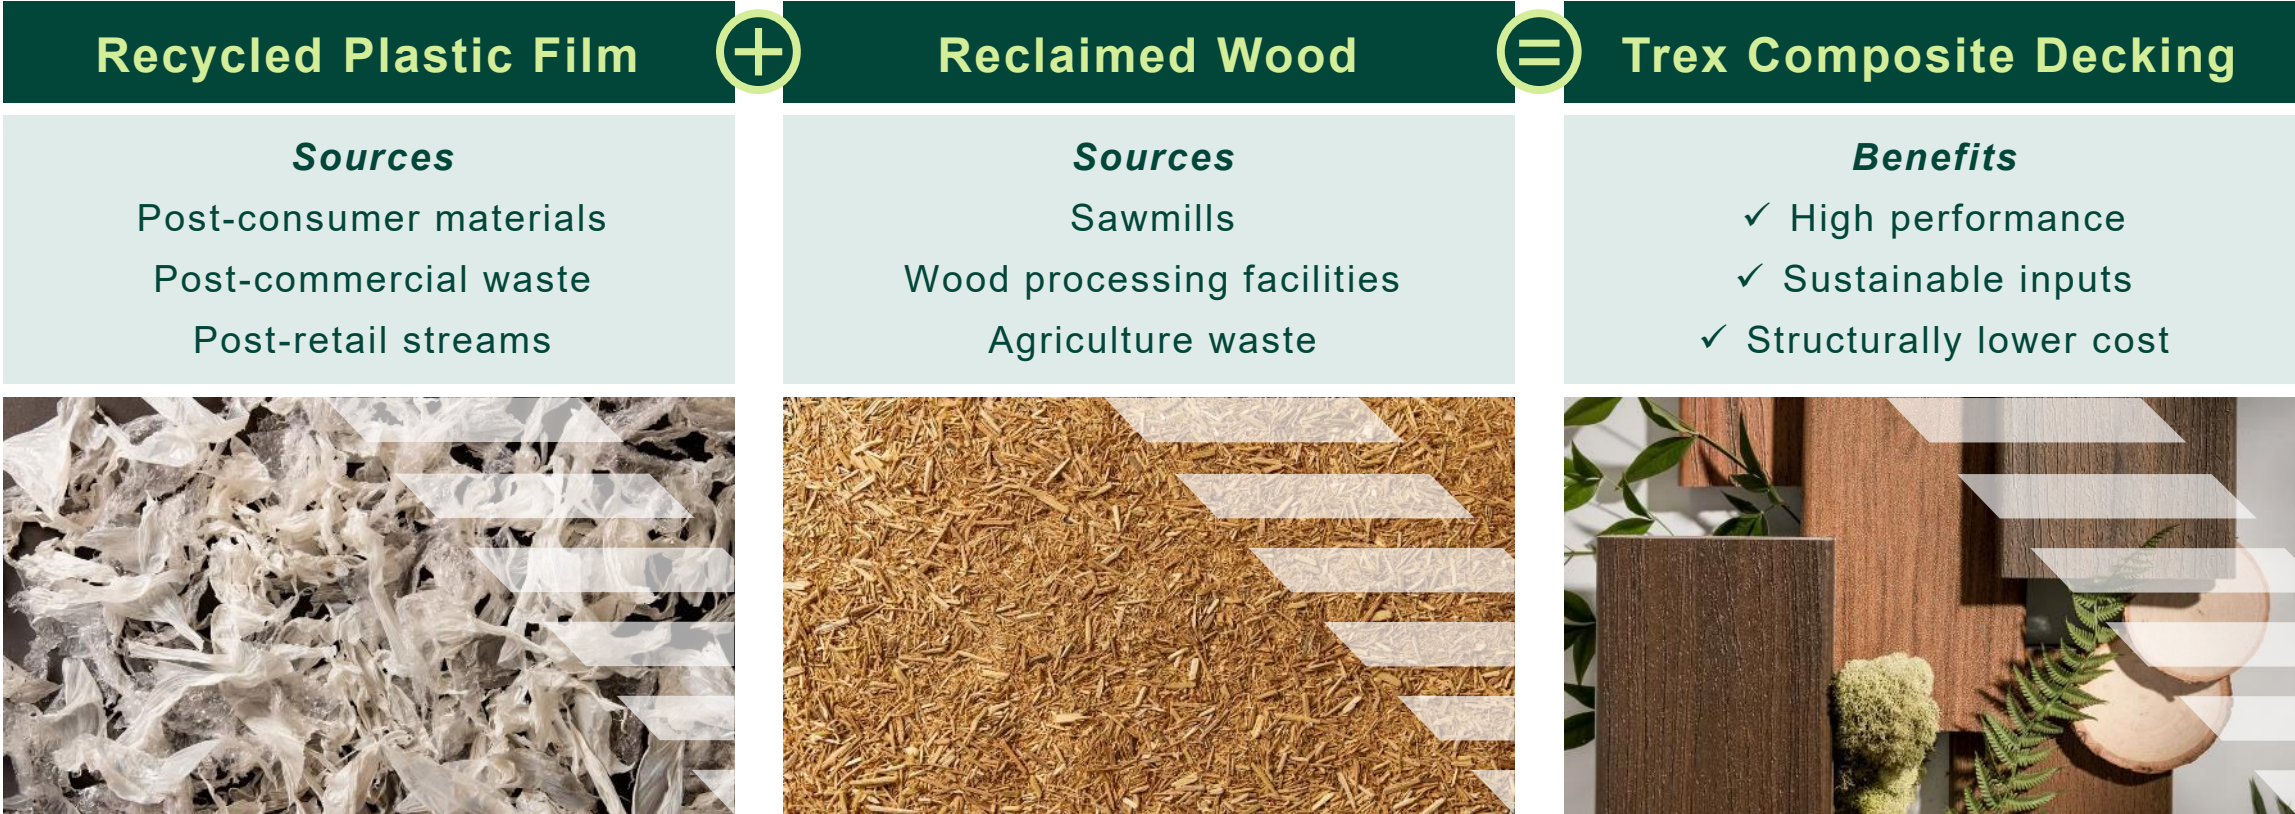 Recycled Plastic Film
+
Reclaimed Wood
=
Trex Composite Decking
Sources
Post-consumer materials
Post-commercial waste
Post-retail streams
Sources
Sawmills
Wood processing facilities
Agriculture waste
Benefits
✓ High performance
✓ Sustainable inputs
✓ Structurally lower cost